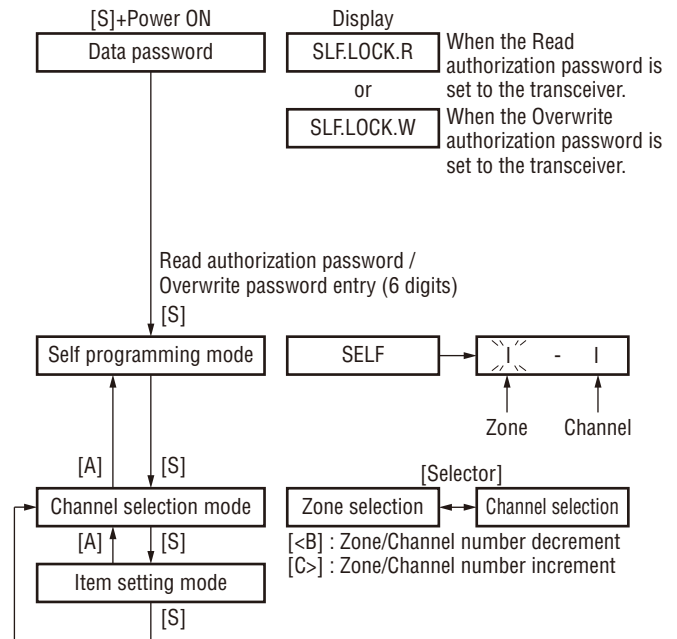 [S]+Power ON
Display
Data password
SLF.LOCK.R
When the Read
authorization password is
set to the transceiver.
or
SLF.LOCK.W
When the Overwrite
authorization password is
set to the transceiver.
Read authorization password /
Overwrite password entry (6 digits)
[S]
Self programming mode
SELF
1 - 1
Zone
Channel
[A]
[S]
[Selector]
Channel selection mode
Zone selection
Channel selection
[A]
[S]
[<B] : Zone/Channel number decrement
[C>] : Zone/Channel number increment
Item setting mode
[S]